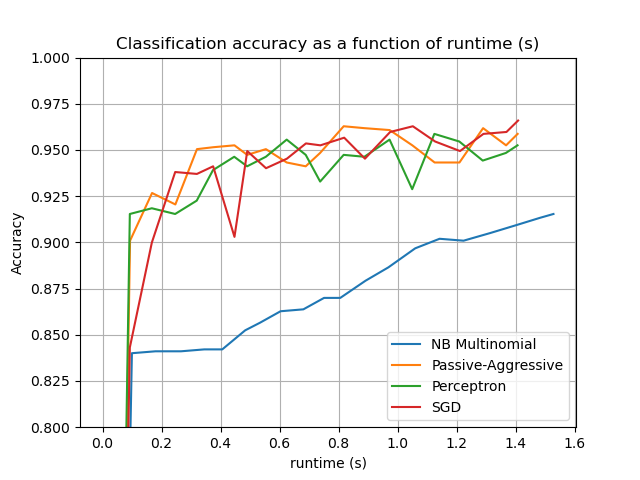 Classification accuracy as a function of runtime (s)
1.000
0.975
0.950
0.925
0.900
0.875
0.850
0.825
0.800
Accuracy
0.0 0.2 0.4 0.6 0.8 1.0 1.2 1.4 1.6
runtime (s)
NB Multinomial
Passive-Aggressive
Perceptron
SGD